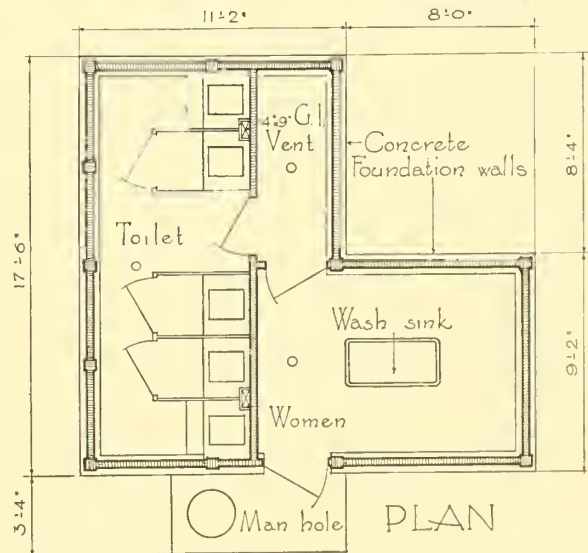 11'-2"
8'-0"
4"x9" G.I.
Vent
Concrete
Foundation walls
8'-4"
Toilet
17'-6"
Wash sink
9'-2"
Women
3'-4"
Man hole
PLAN